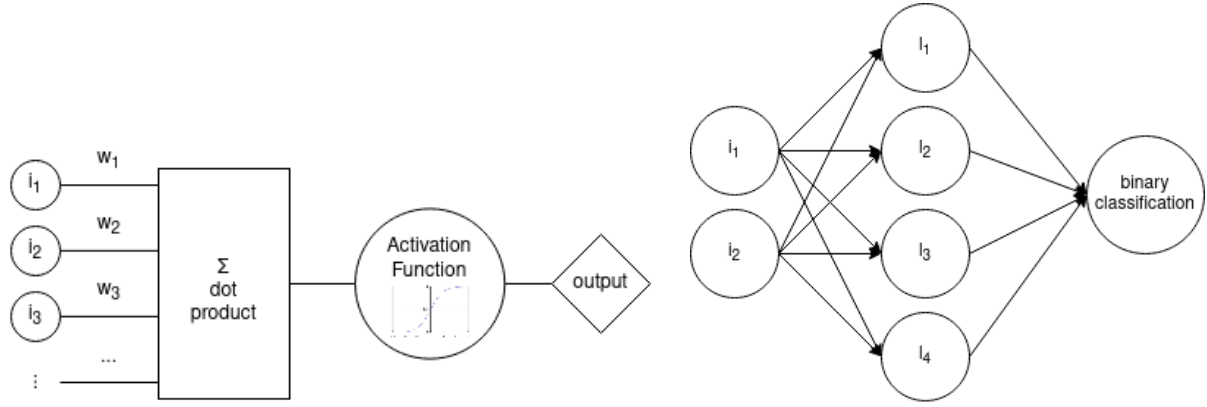 w₁
i₁
w₂
i₂
w₃
i₃
...
⋮
Σ
dot
product
Activation
Function
output
i₁
i₂
l₁
l₂
l₃
l₄
binary
classification